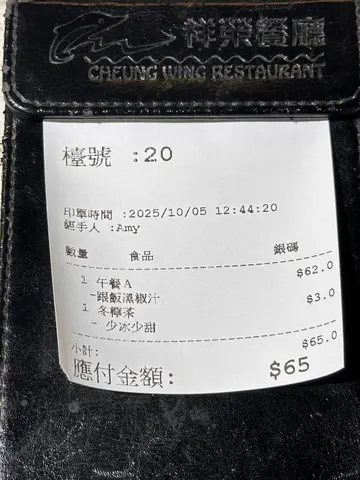 祥榮餐廳
CHEUNG WING RESTAURANT
檯號 :20
印單時間 :2025/10/05 12:44:20
經手人 :Amy
數量 食品 銀碼
1 午餐A $62.0
-跟飯黑椒汁
1 冬檸茶 $3.0
- 少冰少甜
小計: $65.0
應付金額: $65